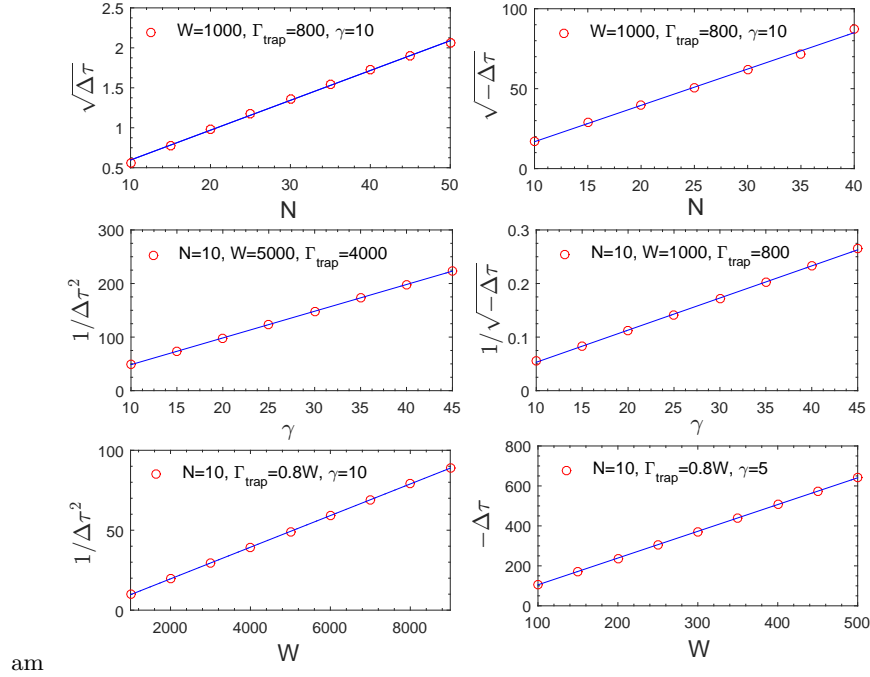 2.5
2
1.5
1
0.5
√Δτ
W=1000, Γtrap=800, γ=10
10 20 30 40 50
N
100
50
0
√−Δτ
W=1000, Γtrap=800, γ=10
10 15 20 25 30 35 40
N
300
200
100
0
1/Δτ²
N=10, W=5000, Γtrap=4000
10 15 20 25 30 35 40 45
γ
0.3
0.2
0.1
0
1/√−Δτ
N=10, W=1000, Γtrap=800
10 15 20 25 30 35 40 45
γ
100
50
0
1/Δτ²
N=10, Γtrap=0.8W, γ=10
2000 4000 6000 8000
W
800
600
400
200
0
−Δτ
N=10, Γtrap=0.8W, γ=5
100 200 300 400 500
W
am